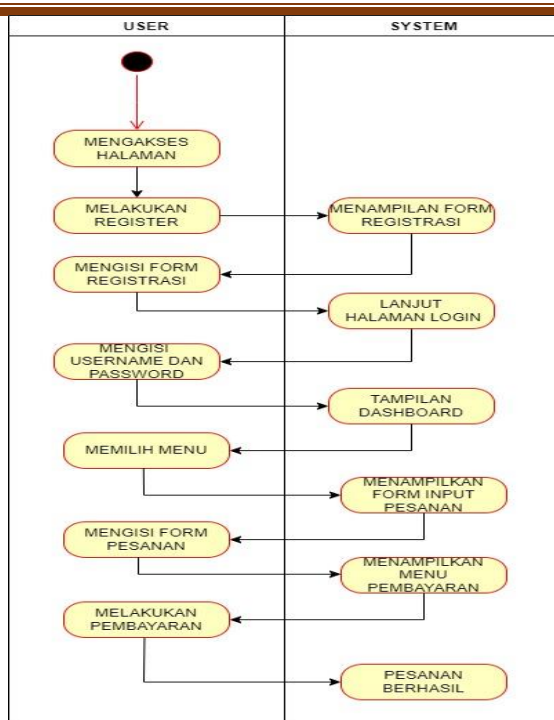 USER
SYSTEM
MENGAKSES
HALAMAN
MELAKUKAN
REGISTER
MENAMPILAN FORM
REGISTRASI
MENGISI FORM
REGISTRASI
LANJUT
HALAMAN LOGIN
MENGISI
USERNAME DAN
PASSWORD
TAMPILAN
DASHBOARD
MEMILIH MENU
MENAMPILKAN
FORM INPUT
PESANAN
MENGISI FORM
PESANAN
MENAMPILKAN
MENU
PEMBAYARAN
MELAKUKAN
PEMBAYARAN
PESANAN
BERHASIL